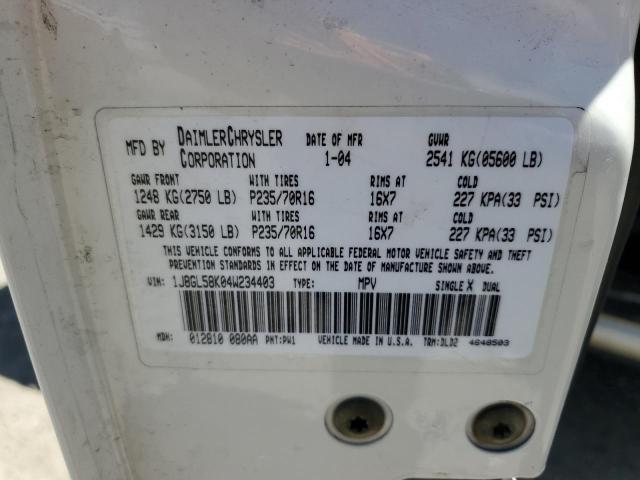 MFD BY DAIMLERCHRYSLER CORPORATION DATE OF MFR 1-04 GVWR 2541 KG(05600 LB)
GAWR FRONT WITH TIRES RIMS AT COLD
1248 KG(2750 LB) P235/70R16 16X7 227 KPA(33 PSI)
GAWR REAR WITH TIRES RIMS AT COLD
1429 KG(3150 LB) P235/70R16 16X7 227 KPA(33 PSI)
THIS VEHICLE CONFORMS TO ALL APPLICABLE FEDERAL MOTOR VEHICLE SAFETY AND THEFT
PREVENTION STANDARDS IN EFFECT ON THE DATE OF MANUFACTURE SHOWN ABOVE.
VIN: 1J8GL58K04W234403 TYPE: MPV SINGLE X DUAL
MDH: 012810 080AA PNT:PW1 VEHICLE MADE IN U.S.A. TRM:DLD2 4648503